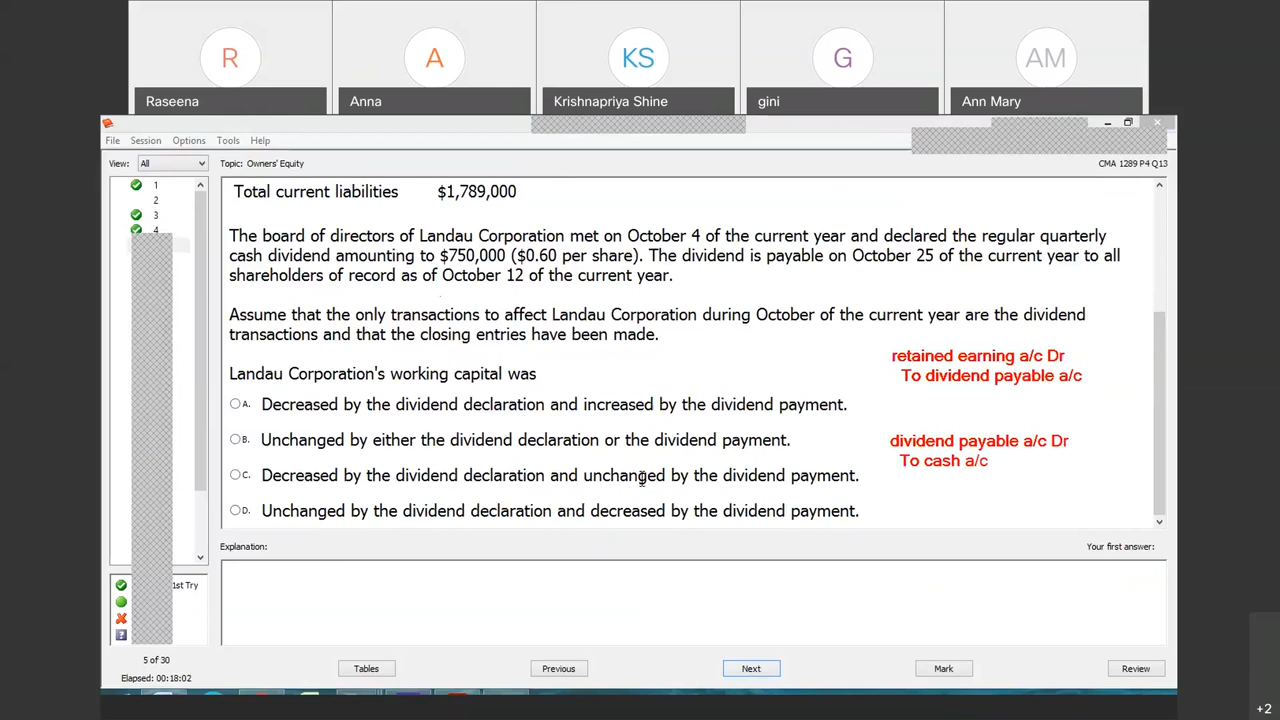 R
A
KS
G
AM
Raseena
Anna
Krishnapriya Shine
gini
Ann Mary
File Session Options Tools Help
View: All
Topic: Owners' Equity
CMA 1289 P4 Q13
1
2
3
4
Total current liabilities $1,789,000
The board of directors of Landau Corporation met on October 4 of the current year and declared the regular quarterly
cash dividend amounting to $750,000 ($0.60 per share). The dividend is payable on October 25 of the current year to all
shareholders of record as of October 12 of the current year.
Assume that the only transactions to affect Landau Corporation during October of the current year are the dividend
transactions and that the closing entries have been made.
retained earning a/c Dr
To dividend payable a/c
Landau Corporation's working capital was
A. Decreased by the dividend declaration and increased by the dividend payment.
B. Unchanged by either the dividend declaration or the dividend payment.
dividend payable a/c Dr
To cash a/c
C. Decreased by the dividend declaration and unchanged by the dividend payment.
D. Unchanged by the dividend declaration and decreased by the dividend payment.
Explanation:
Your first answer:
1st Try
5 of 30
Elapsed: 00:18:02
Tables
Previous
Next
Mark
Review
+2